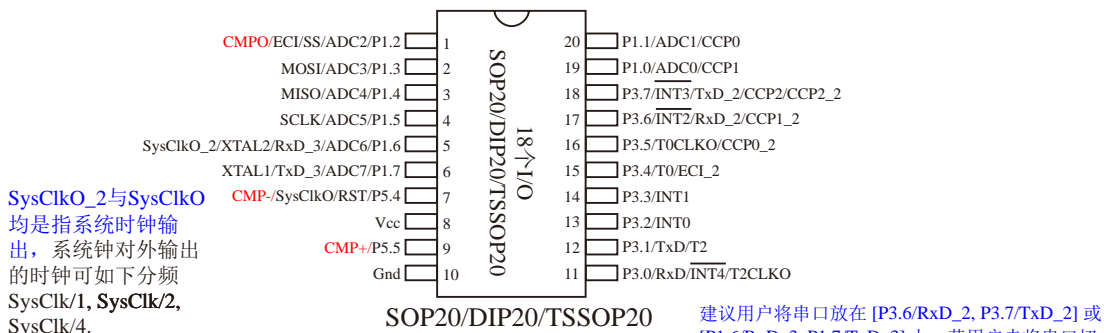 CMPO/ECI/SS/ADC2/P1.2 1
MOSI/ADC3/P1.3 2
MISO/ADC4/P1.4 3
SCLK/ADC5/P1.5 4
SysClkO_2/XTAL2/RxD_3/ADC6/P1.6 5
XTAL1/TxD_3/ADC7/P1.7 6
CMP-/SysClkO/RST/P5.4 7
Vcc 8
CMP+/P5.5 9
Gnd 10
SOP20/DIP20/TSSOP20
18个I/O
20 P1.1/ADC1/CCP0
19 P1.0/ADC0/CCP1
18 P3.7/INT3/TxD_2/CCP2/CCP2_2
17 P3.6/INT2/RxD_2/CCP1_2
16 P3.5/T0CLKO/CCP0_2
15 P3.4/T0/ECI_2
14 P3.3/INT1
13 P3.2/INT0
12 P3.1/TxD/T2
11 P3.0/RxD/INT4/T2CLKO
SysClkO_2与SysClkO
均是指系统时钟输
出，系统钟对外输出
的时钟可如下分频
SysClk/1, SysClk/2,
SysClk/4.
SOP20/DIP20/TSSOP20
建议用户将串口放在 [P3.6/RxD_2, P3.7/TxD_2] 或